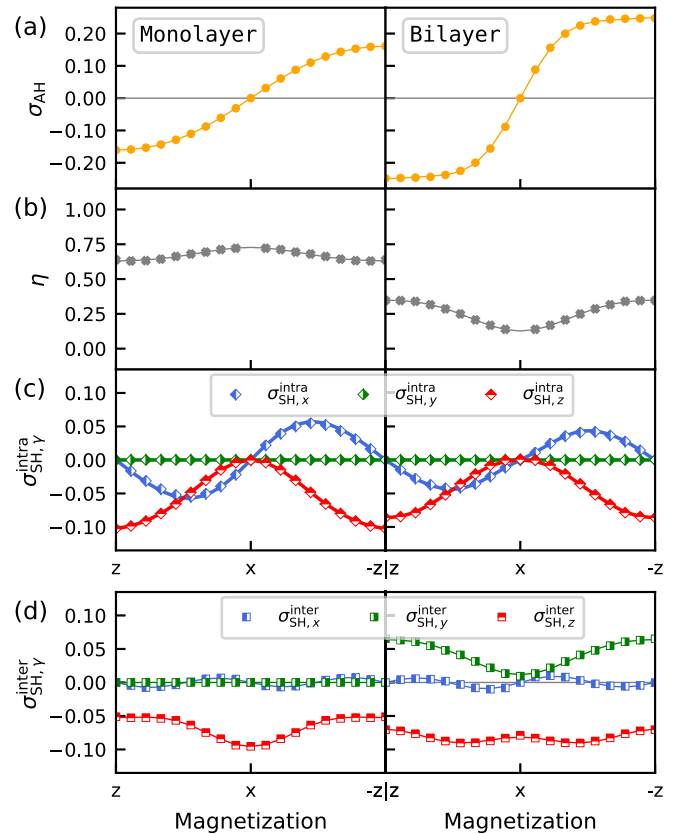 (a)
Monolayer
Bilayer
σ_AH
0.20
0.10
0.00
−0.10
−0.20
(b)
η
1.00
0.75
0.50
0.25
0.00
(c)
σ^intra_SH, x
σ^intra_SH, y
σ^intra_SH, z
σ^intra_SH, γ
0.10
0.05
0.00
−0.05
−0.10
z x -z|z x -z
(d)
σ^inter_SH, x
σ^inter_SH, y
σ^inter_SH, z
σ^inter_SH, γ
0.10
0.05
0.00
−0.05
−0.10
z x -z|z x -z
Magnetization Magnetization